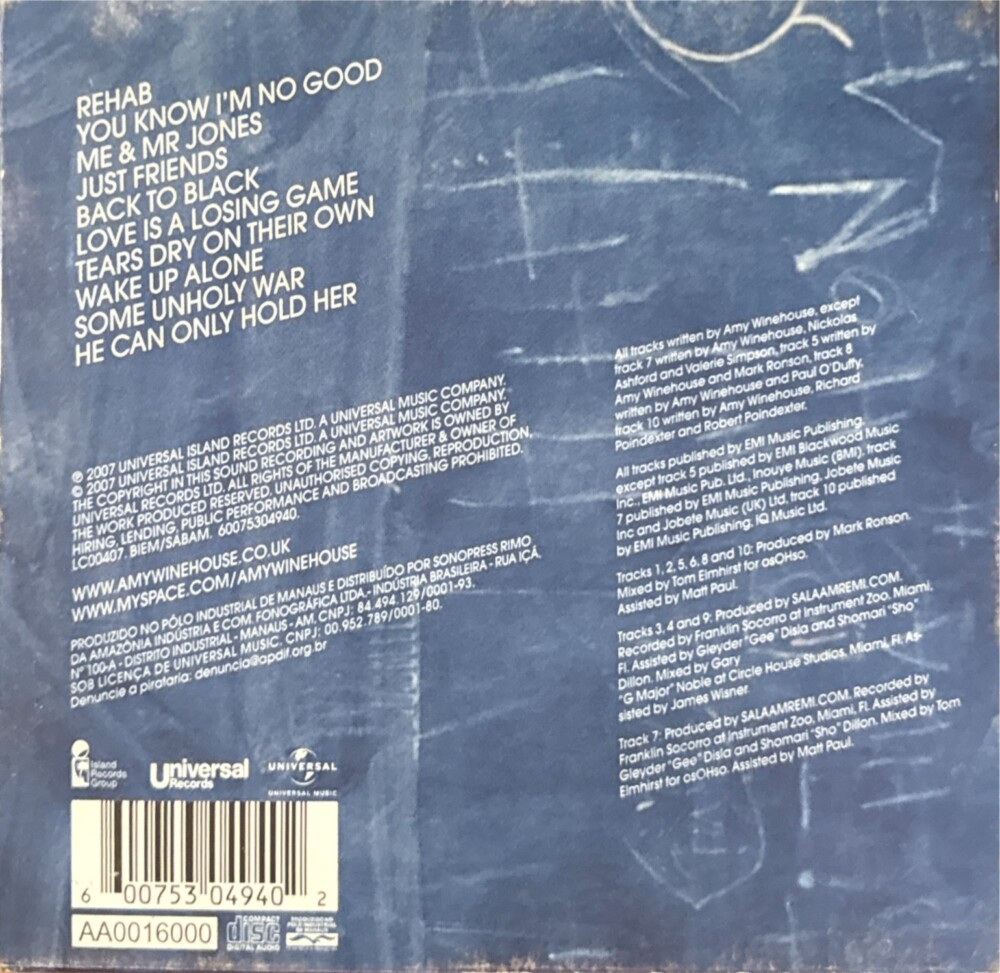 REHAB
YOU KNOW I'M NO GOOD
ME & MR JONES
JUST FRIENDS
BACK TO BLACK
LOVE IS A LOSING GAME
TEARS DRY ON THEIR OWN
WAKE UP ALONE
SOME UNHOLY WAR
HE CAN ONLY HOLD HER
℗ 2007 UNIVERSAL ISLAND RECORDS LTD. A UNIVERSAL MUSIC COMPANY.
© 2007 UNIVERSAL ISLAND RECORDS LTD. A UNIVERSAL MUSIC COMPANY.
THE COPYRIGHT IN THIS SOUND RECORDING AND ARTWORK IS OWNED BY
UNIVERSAL RECORDS LTD. ALL RIGHTS OF THE MANUFACTURER & OWNER OF
THE WORK PRODUCED RESERVED. UNAUTHORISED COPYING, REPRODUCTION,
HIRING, LENDING, PUBLIC PERFORMANCE AND BROADCASTING PROHIBITED.
LC00407. BIEM/SABAM. 60075304940.
WWW.AMYWINEHOUSE.CO.UK
WWW.MYSPACE.COM/AMYWINEHOUSE
PRODUZIDO NO PÓLO INDUSTRIAL DE MANAUS E DISTRIBUÍDO POR SONOPRESS RIMO
DA AMAZÔNIA INDÚSTRIA E COM. FONOGRÁFICA LTDA.- INDÚSTRIA BRASILEIRA - RUA IÇÁ,
Nº 100-A - DISTRITO INDUSTRIAL - MANAUS - AM. CNPJ: 84.494.129/0001-93.
SOB LICENÇA DE UNIVERSAL MUSIC. CNPJ: 00.952.789/0001-80.
Denuncie a pirataria: denuncia@apdif.org.br
All tracks written by Amy Winehouse, except
track 7 written by Amy Winehouse, Nickolas
Ashford and Valerie Simpson, track 5 written by
Amy Winehouse and Mark Ronson, track 8
written by Amy Winehouse and Paul O'Duffy,
track 10 written by Amy Winehouse, Richard
Poindexter and Robert Poindexter.
All tracks published by EMI Music Publishing,
except track 5 published by EMI Blackwood Music
Inc., EMI Music Pub. Ltd., Inouye Music (BMI), track
7 published by EMI Music Publishing, Jobete Music
Inc and Jobete Music (UK) Ltd, track 10 published
by EMI Music Publishing, IQ Music Ltd.
Tracks 1, 2, 5, 6, 8 and 10: Produced by Mark Ronson.
Mixed by Tom Elmhirst for osOHso.
Assisted by Matt Paul.
Tracks 3, 4 and 9: Produced by SALAAMREMI.COM.
Recorded by Franklin Socorro at Instrument Zoo, Miami,
Fl. Assisted by Gleyder "Gee" Disla and Shomari "Sho"
Dillon. Mixed by Gary
"G Major" Noble at Circle House Studios, Miami, Fl. As-
sisted by James Wisner.
Track 7: Produced by SALAAMREMI.COM. Recorded by
Franklin Socorro at Instrument Zoo, Miami, Fl. Assisted by
Gleyder "Gee" Disla and Shomari "Sho" Dillon. Mixed by Tom
Elmhirst for osOHso. Assisted by Matt Paul.
Island
Records
Group
Universal
Records
UNIVERSAL
UNIVERSAL MUSIC
6 00753 04940 2
AA0016000
COMPACT
disc
DIGITAL AUDIO